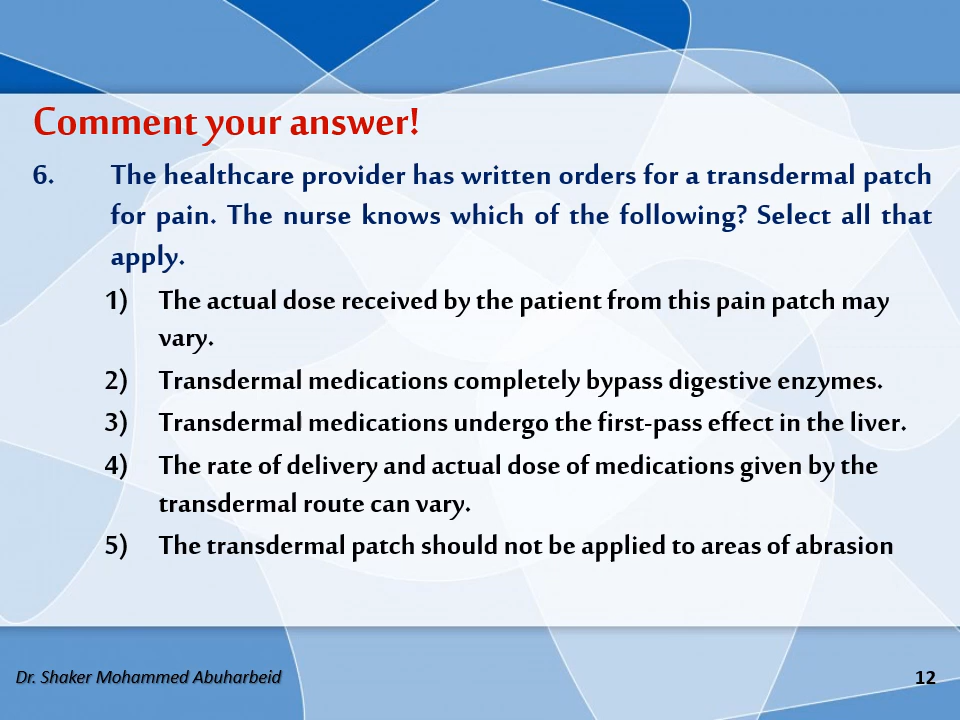 Comment your answer!
6. The healthcare provider has written orders for a transdermal patch
for pain. The nurse knows which of the following? Select all that
apply.
1) The actual dose received by the patient from this pain patch may
vary.
2) Transdermal medications completely bypass digestive enzymes.
3) Transdermal medications undergo the first-pass effect in the liver.
4) The rate of delivery and actual dose of medications given by the
transdermal route can vary.
5) The transdermal patch should not be applied to areas of abrasion
Dr. Shaker Mohammed Abuharbeid
12